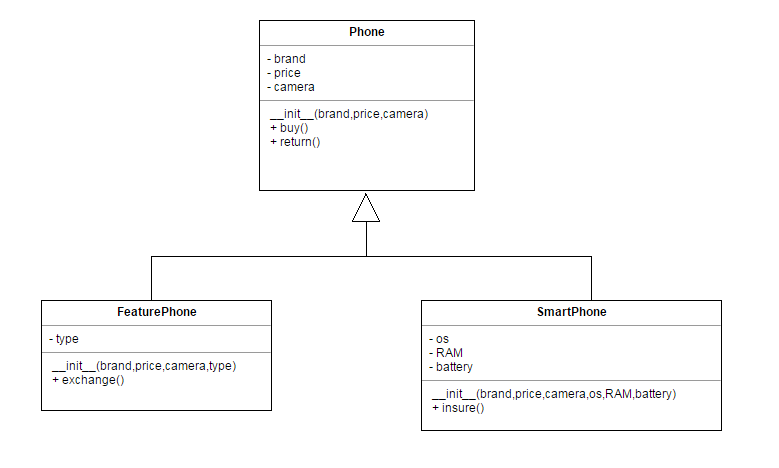 Phone
- brand
- price
- camera
__init__(brand,price,camera)
+ buy()
+ return()
FeaturePhone
- type
__init__(brand,price,camera,type)
+ exchange()
SmartPhone
- os
- RAM
- battery
__init__(brand,price,camera,os,RAM,battery)
+ insure()